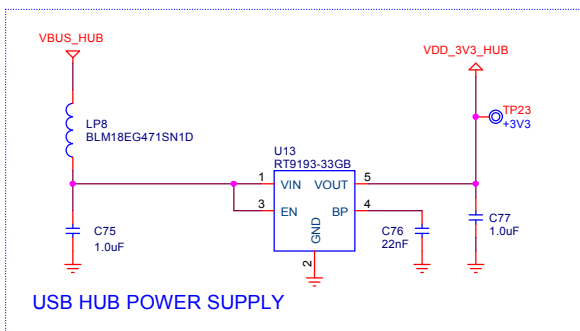 VBUS_HUB
VDD_3V3_HUB
LP8
BLM18EG471SN1D
TP23
+3V3
U13
RT9193-33GB
1
VIN
VOUT
5
3
EN
BP
4
GND
2
C75
1.0uF
C76
22nF
C77
1.0uF
USB HUB POWER SUPPLY